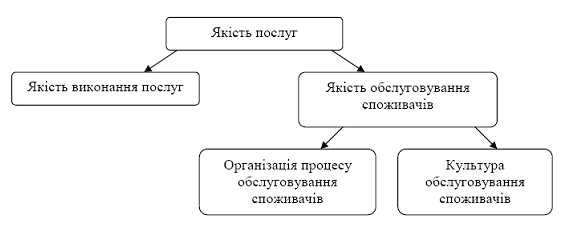 Якість послуг
Якість виконання послуг
Якість обслуговування
споживачів
Організація процесу
обслуговування
споживачів
Культура
обслуговування
споживачів